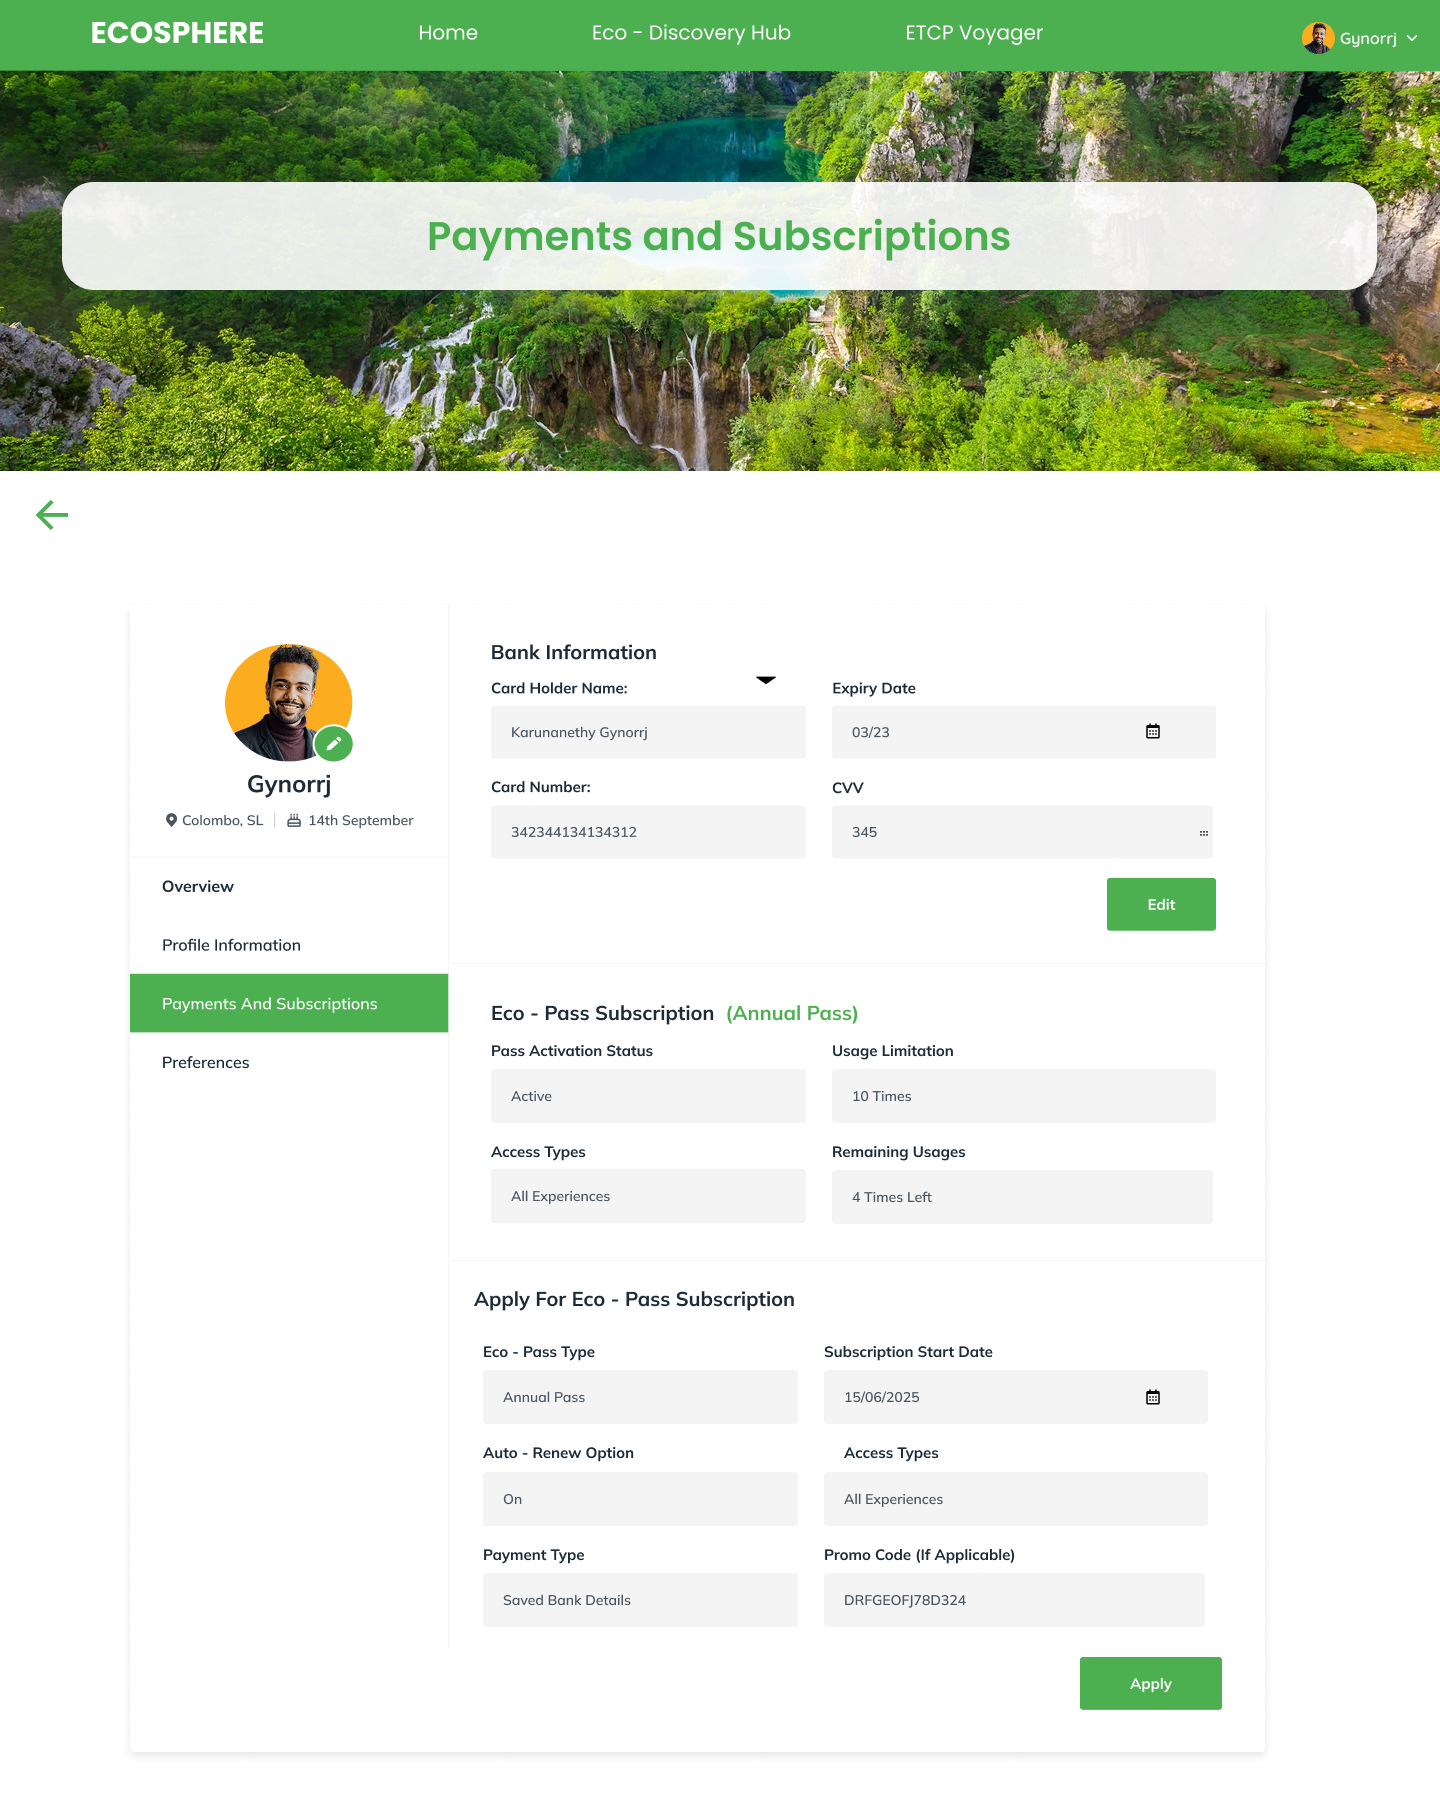 ECOSPHERE
Home
Eco - Discovery Hub
ETCP Voyager
Gynorrj
Payments and Subscriptions
Gynorrj
Colombo, SL
14th September
Overview
Profile Information
Payments And Subscriptions
Preferences
Bank Information
Card Holder Name:
Expiry Date
Karunanethy Gynorrj
03/23
Card Number:
CVV
342344134134312
345
Edit
Eco - Pass Subscription (Annual Pass)
Pass Activation Status
Usage Limitation
Active
10 Times
Access Types
Remaining Usages
All Experiences
4 Times Left
Apply For Eco - Pass Subscription
Eco - Pass Type
Subscription Start Date
Annual Pass
15/06/2025
Auto - Renew Option
Access Types
On
All Experiences
Payment Type
Promo Code (If Applicable)
Saved Bank Details
DRFGEOFJ78D324
Apply